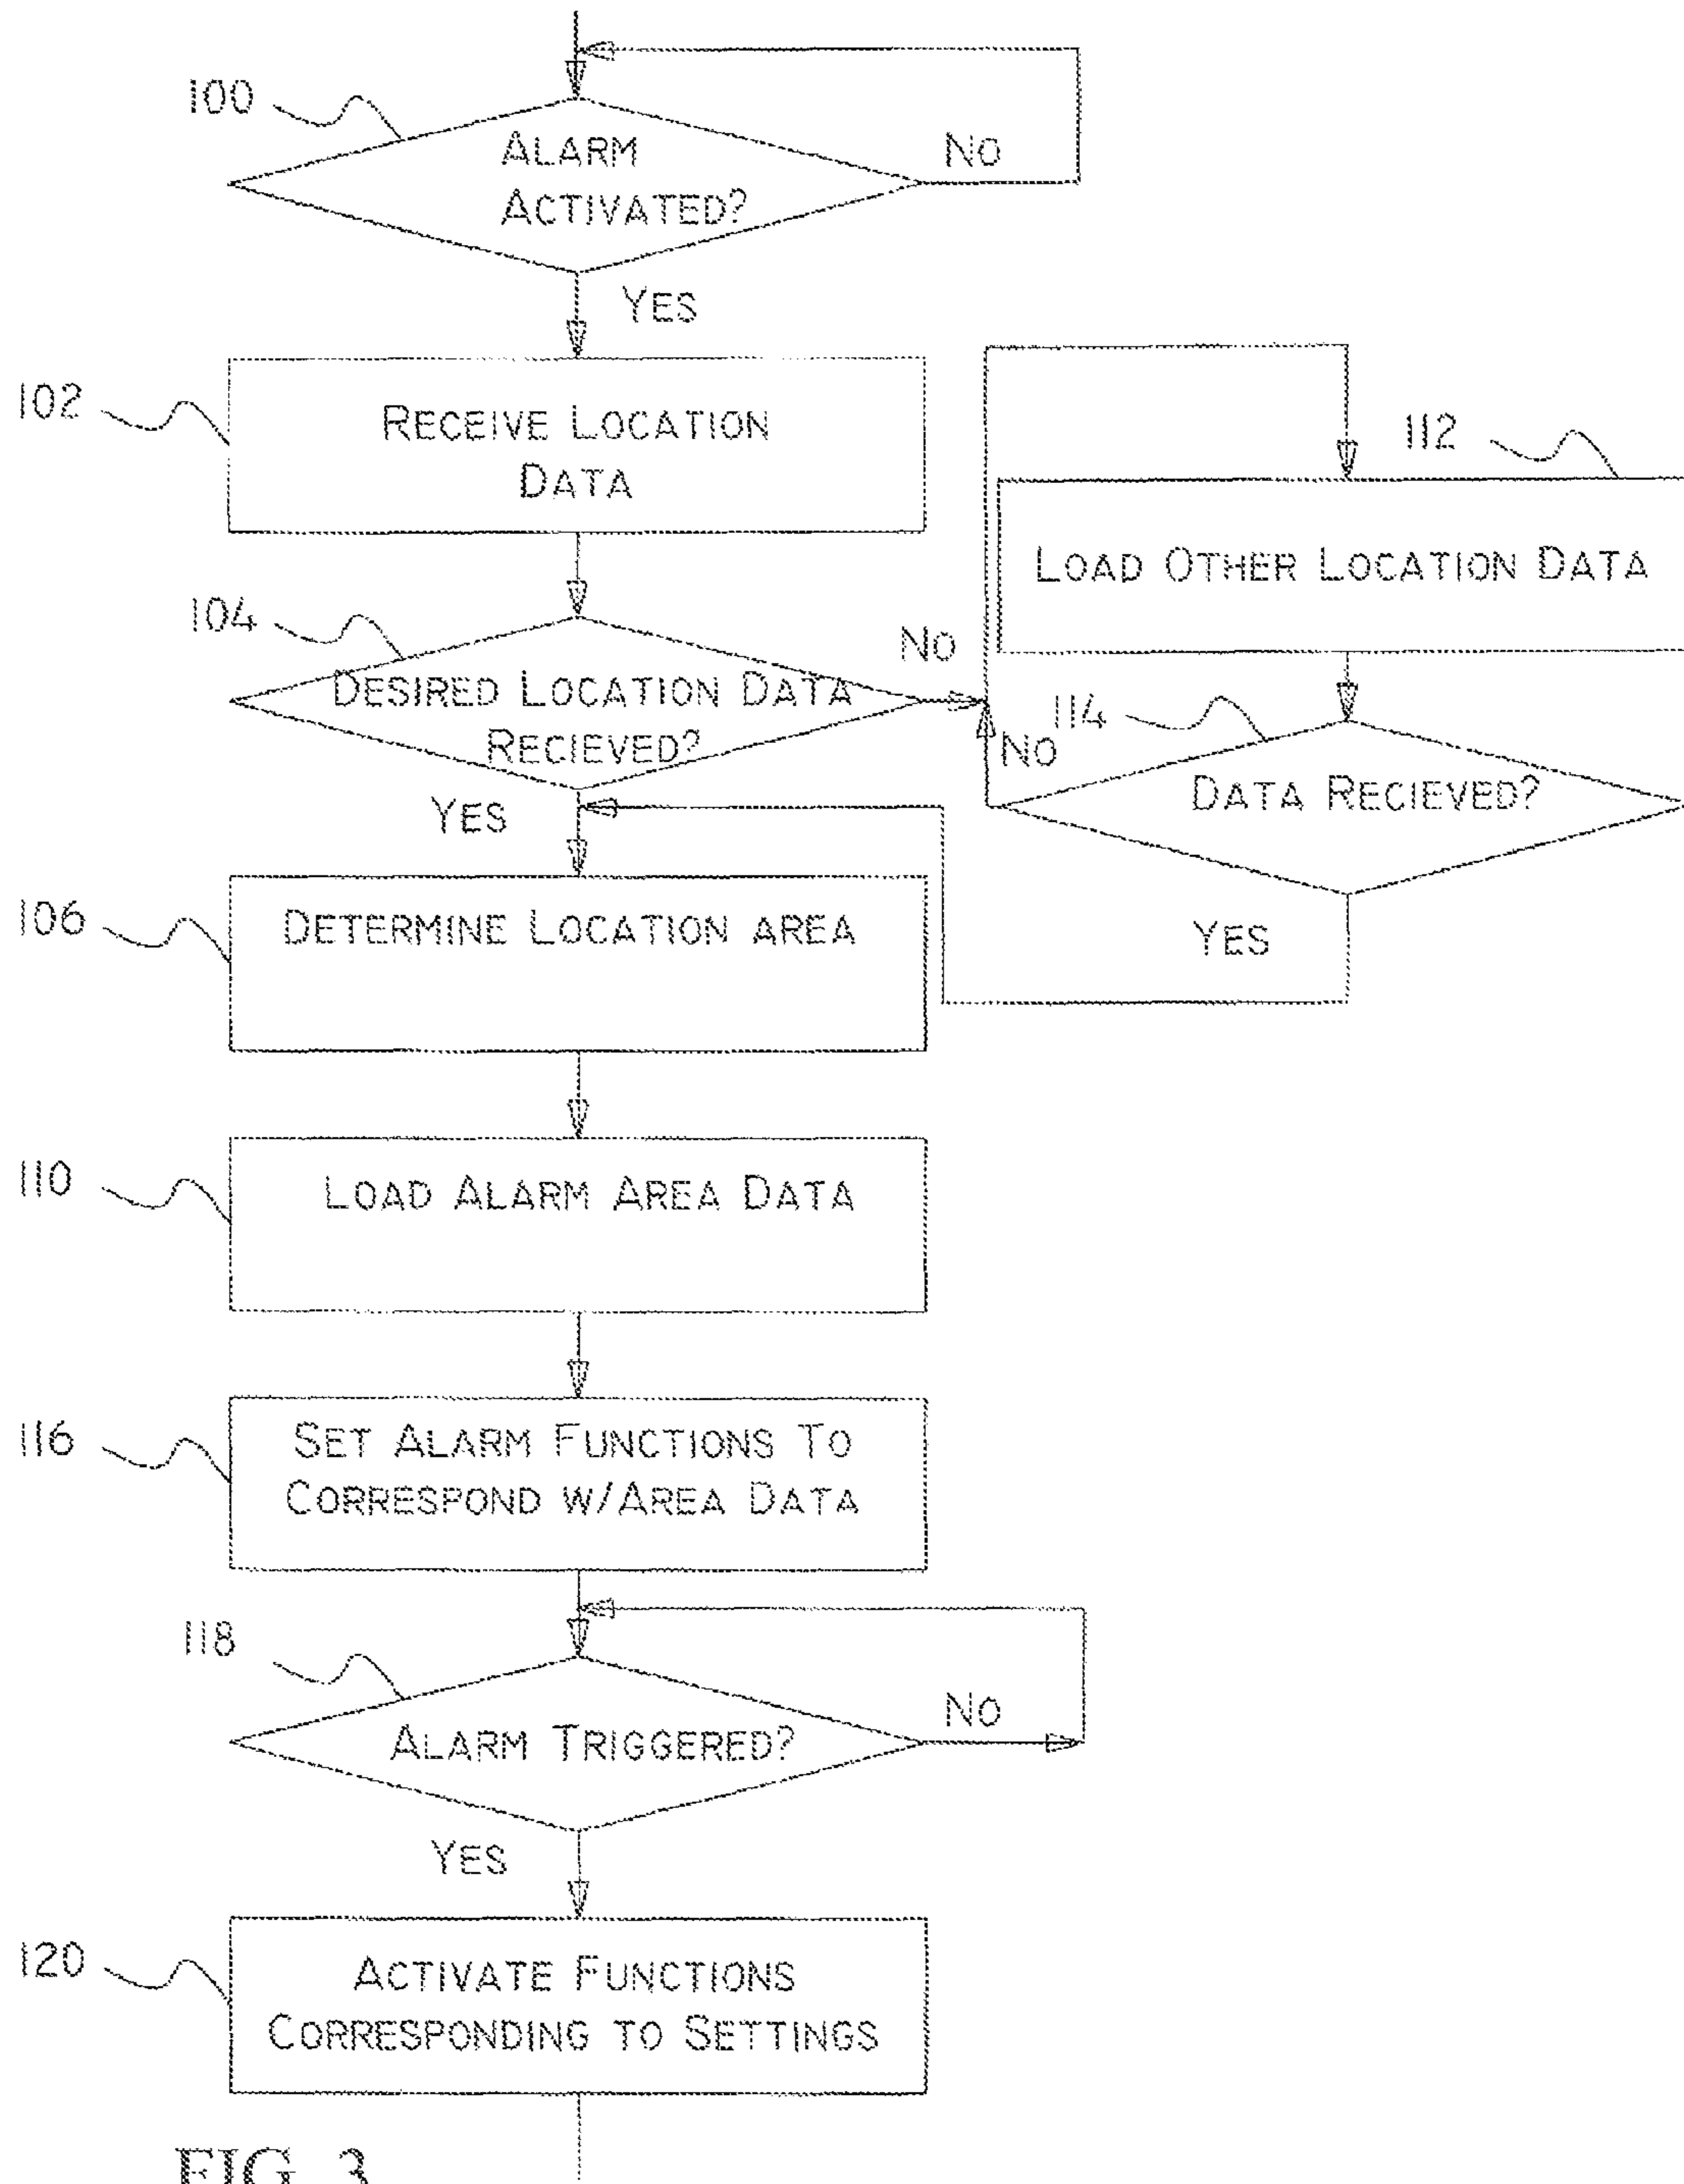 100
ALARM
ACTIVATED?
NO
YES
102
RECEIVE LOCATION
DATA
112
LOAD OTHER LOCATION DATA
104
DESIRED LOCATION DATA
RECIEVED?
NO
114
NO
DATA RECIEVED?
YES
YES
106
DETERMINE LOCATION AREA
110
LOAD ALARM AREA DATA
116
SET ALARM FUNCTIONS TO
CORRESPOND W/AREA DATA
118
ALARM TRIGGERED?
NO
YES
120
ACTIVATE FUNCTIONS
CORRESPONDING TO SETTINGS
FIG. 3